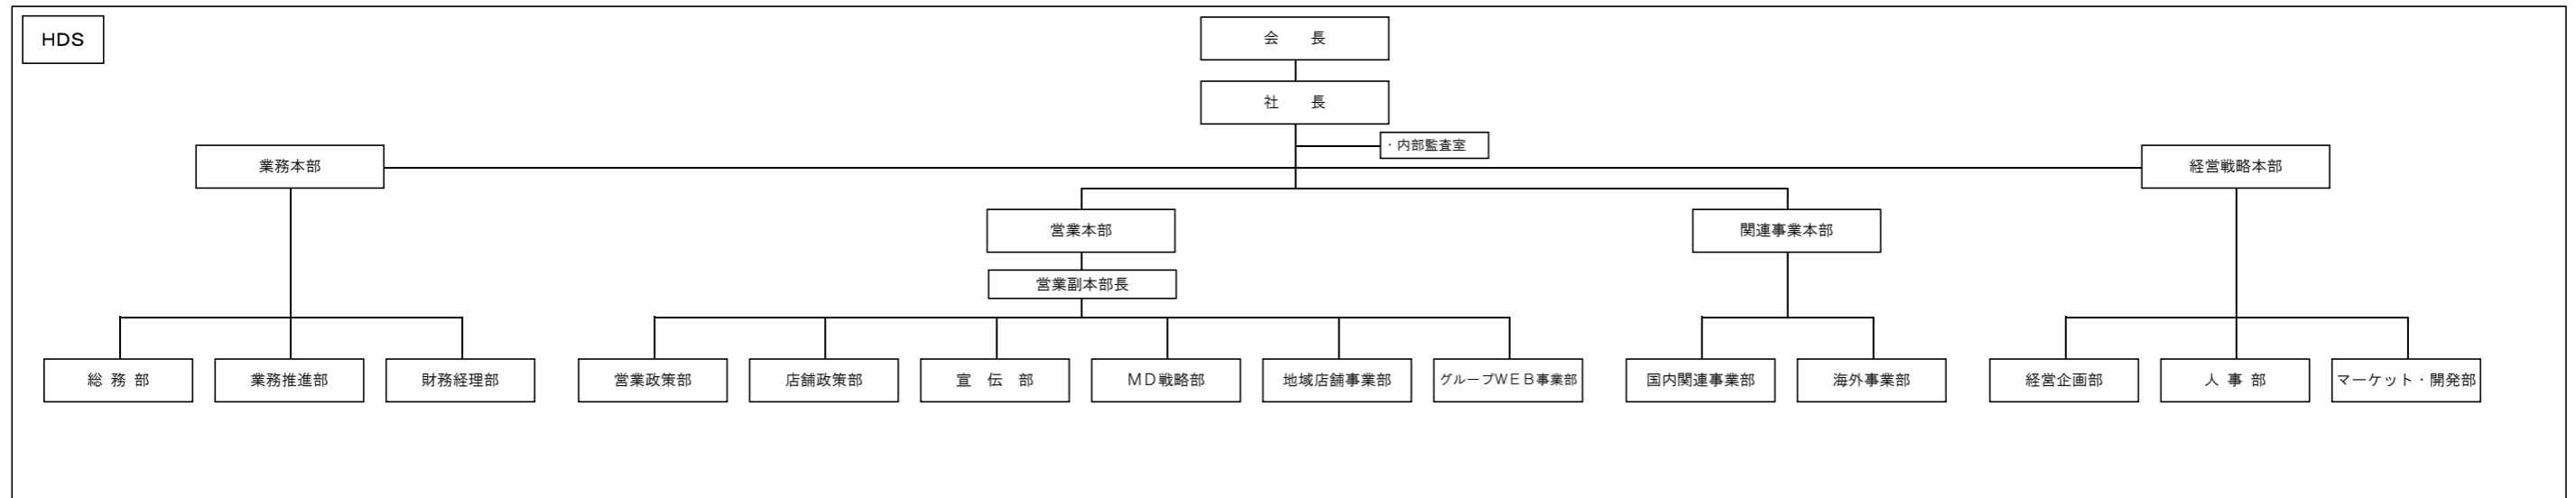 HDS
会　長
社　長
・内部監査室
業務本部
経営戦略本部
営業本部
関連事業本部
営業副本部長
総 務 部
業務推進部
財務経理部
営業政策部
店舗政策部
宣　伝　部
ＭＤ戦略部
地域店舗事業部
グループＷＥＢ事業部
国内関連事業部
海外事業部
経営企画部
人 事 部
マーケット・開発部